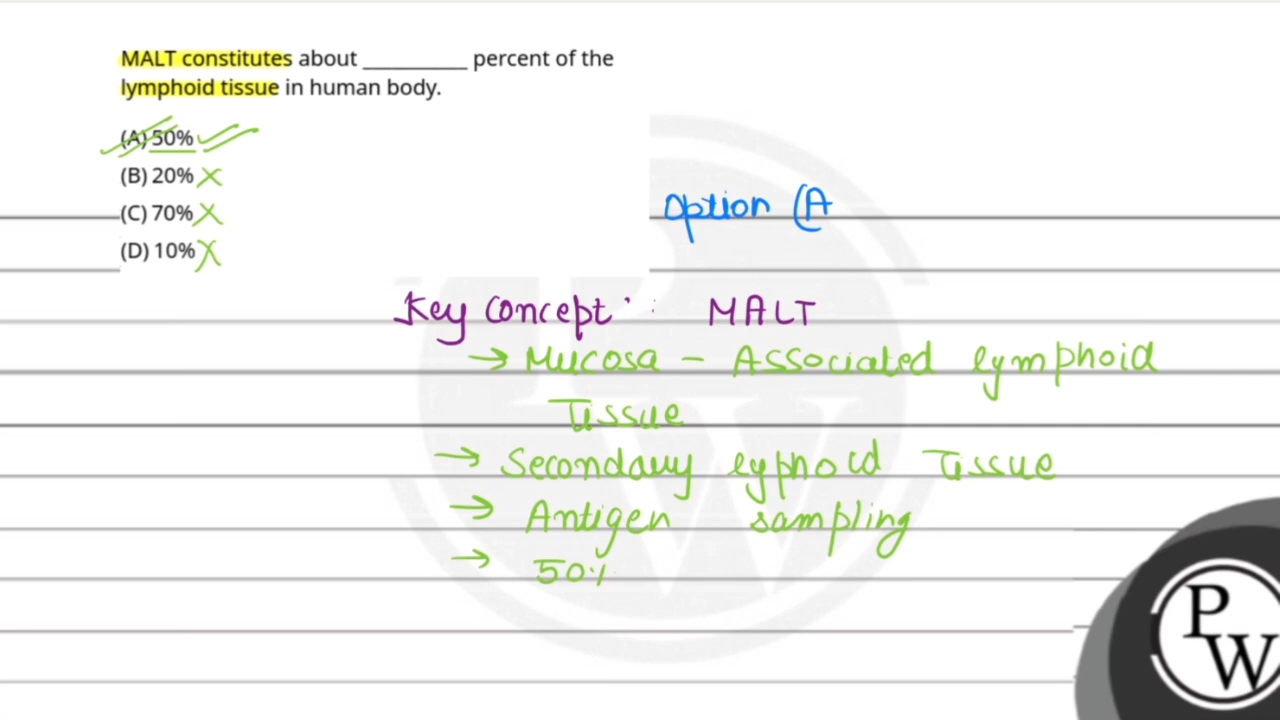 MALT constitutes about __________ percent of the
lymphoid tissue in human body.
(A) 50%
(B) 20%
(C) 70%
(D) 10%
Option (A
Key Concept : MALT
→ Mucosa - Associated lymphoid
Tissue
→ Secondary lyphoid Tissue
→ Antigen sampling
→ 50%
P
W